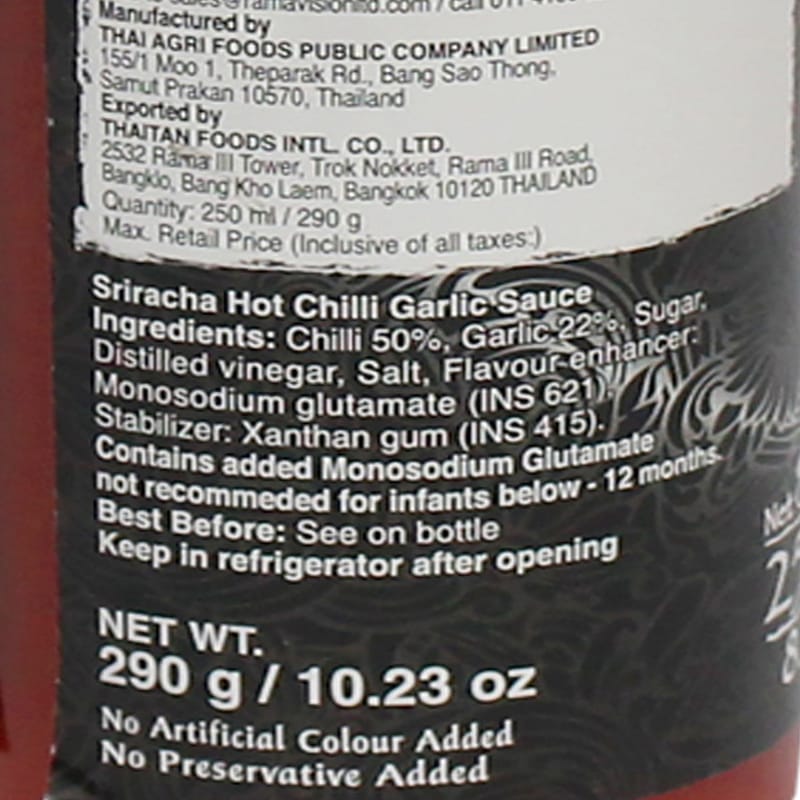 sales@ramavisionltd.com / call 011
Manufactured by
THAI AGRI FOODS PUBLIC COMPANY LIMITED
155/1 Moo 1, Theparak Rd., Bang Sao Thong,
Samut Prakan 10570, Thailand
Exported by
THAITAN FOODS INTL. CO., LTD.
2532 Rama III Tower, Trok Nokket, Rama III Road,
Bangklo, Bang Kho Laem, Bangkok 10120 THAILAND
Quantity: 250 ml / 290 g
Max. Retail Price (Inclusive of all taxes:)
Sriracha Hot Chilli Garlic Sauce
Ingredients: Chilli 50%, Garlic 22%, Sugar,
Distilled vinegar, Salt, Flavour enhancer:
Monosodium glutamate (INS 621),
Stabilizer: Xanthan gum (INS 415).
Contains added Monosodium Glutamate
not recommeded for infants below - 12 months.
Best Before: See on bottle
Keep in refrigerator after opening
NET WT.
290 g / 10.23 oz
No Artificial Colour Added
No Preservative Added
Net